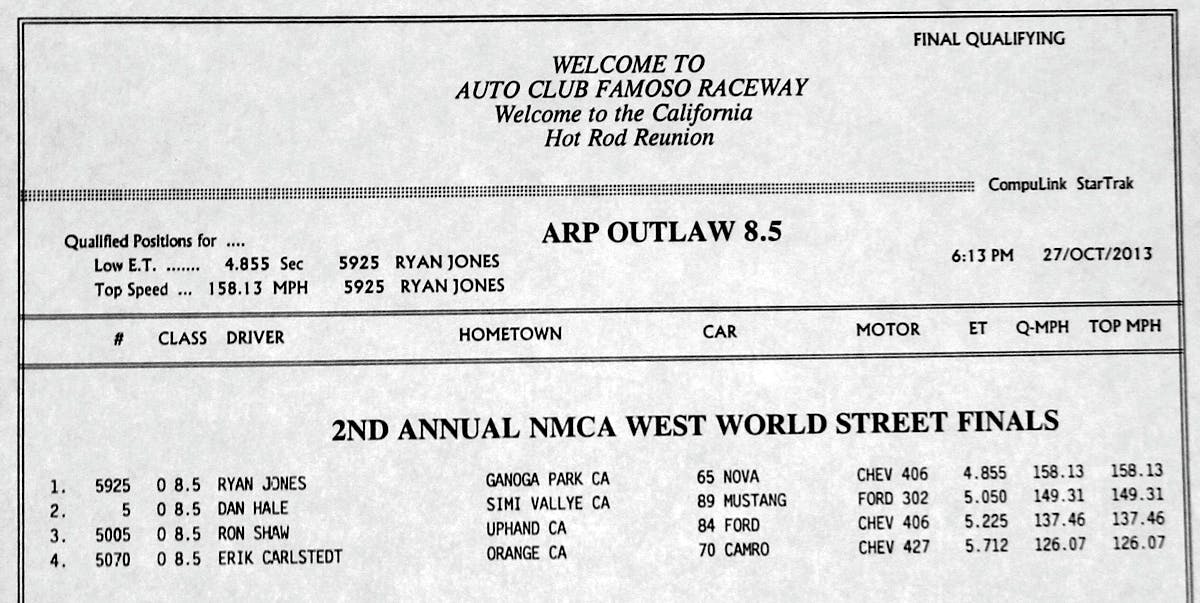 FINAL QUALIFYING
WELCOME TO
AUTO CLUB FAMOSO RACEWAY
Welcome to the California
Hot Rod Reunion
CompuLink StarTrak
ARP OUTLAW 8.5
Qualified Positions for ....
6:13 PM 27/OCT/2013
Low E.T. ....... 4.855 Sec 5925 RYAN JONES
Top Speed ... 158.13 MPH 5925 RYAN JONES
# CLASS DRIVER HOMETOWN CAR MOTOR ET Q-MPH TOP MPH
2ND ANNUAL NMCA WEST WORLD STREET FINALS
1. 5925 O 8.5 RYAN JONES GANOGA PARK CA 65 NOVA CHEV 406 4.855 158.13 158.13
2. 5 O 8.5 DAN HALE SIMI VALLYE CA 89 MUSTANG FORD 302 5.050 149.31 149.31
3. 5005 O 8.5 RON SHAW UPHAND CA 84 FORD CHEV 406 5.225 137.46 137.46
4. 5070 O 8.5 ERIK CARLSTEDT ORANGE CA 70 CAMRO CHEV 427 5.712 126.07 126.07